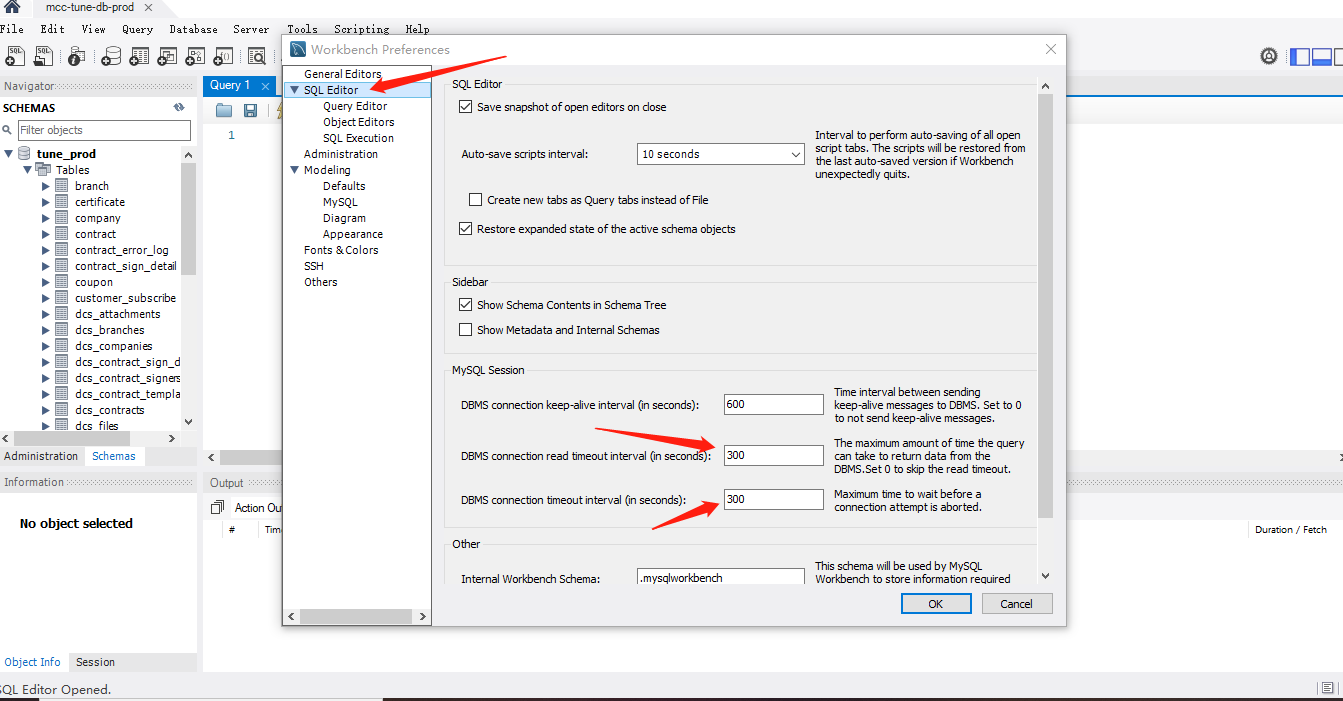 mcc-tune-db-prod
File Edit View Query Database Server Tools Scripting Help
Navigator
SCHEMAS
Filter objects
tune_prod
Tables
branch
certificate
company
contract
contract_error_log
contract_sign_detail
coupon
customer_subscribe
dcs_attachments
dcs_branches
dcs_companies
dcs_contract_sign_d
dcs_contract_signers
dcs_contract_templa
dcs_contracts
dcs_files
Administration Schemas
Information
No object selected
Object Info Session
SQL Editor Opened.
Query 1
1
Output
Action Ou
# Tim
Duration / Fetch
Workbench Preferences
General Editors
SQL Editor
Query Editor
Object Editors
SQL Execution
Administration
Modeling
Defaults
MySQL
Diagram
Appearance
Fonts & Colors
SSH
Others
SQL Editor
Save snapshot of open editors on close
Auto-save scripts interval: 10 seconds
Interval to perform auto-saving of all open
script tabs. The scripts will be restored from
the last auto-saved version if Workbench
unexpectedly quits.
Create new tabs as Query tabs instead of File
Restore expanded state of the active schema objects
Sidebar
Show Schema Contents in Schema Tree
Show Metadata and Internal Schemas
MySQL Session
DBMS connection keep-alive interval (in seconds): 600
Time interval between sending
keep-alive messages to DBMS. Set to 0
to not send keep-alive messages.
DBMS connection read timeout interval (in seconds): 300
The maximum amount of time the query
can take to return data from the
DBMS.Set 0 to skip the read timeout.
DBMS connection timeout interval (in seconds): 300
Maximum time to wait before a
connection attempt is aborted.
Other
Internal Workbench Schema: .mysqlworkbench
This schema will be used by MySQL
Workbench to store information required
OK Cancel